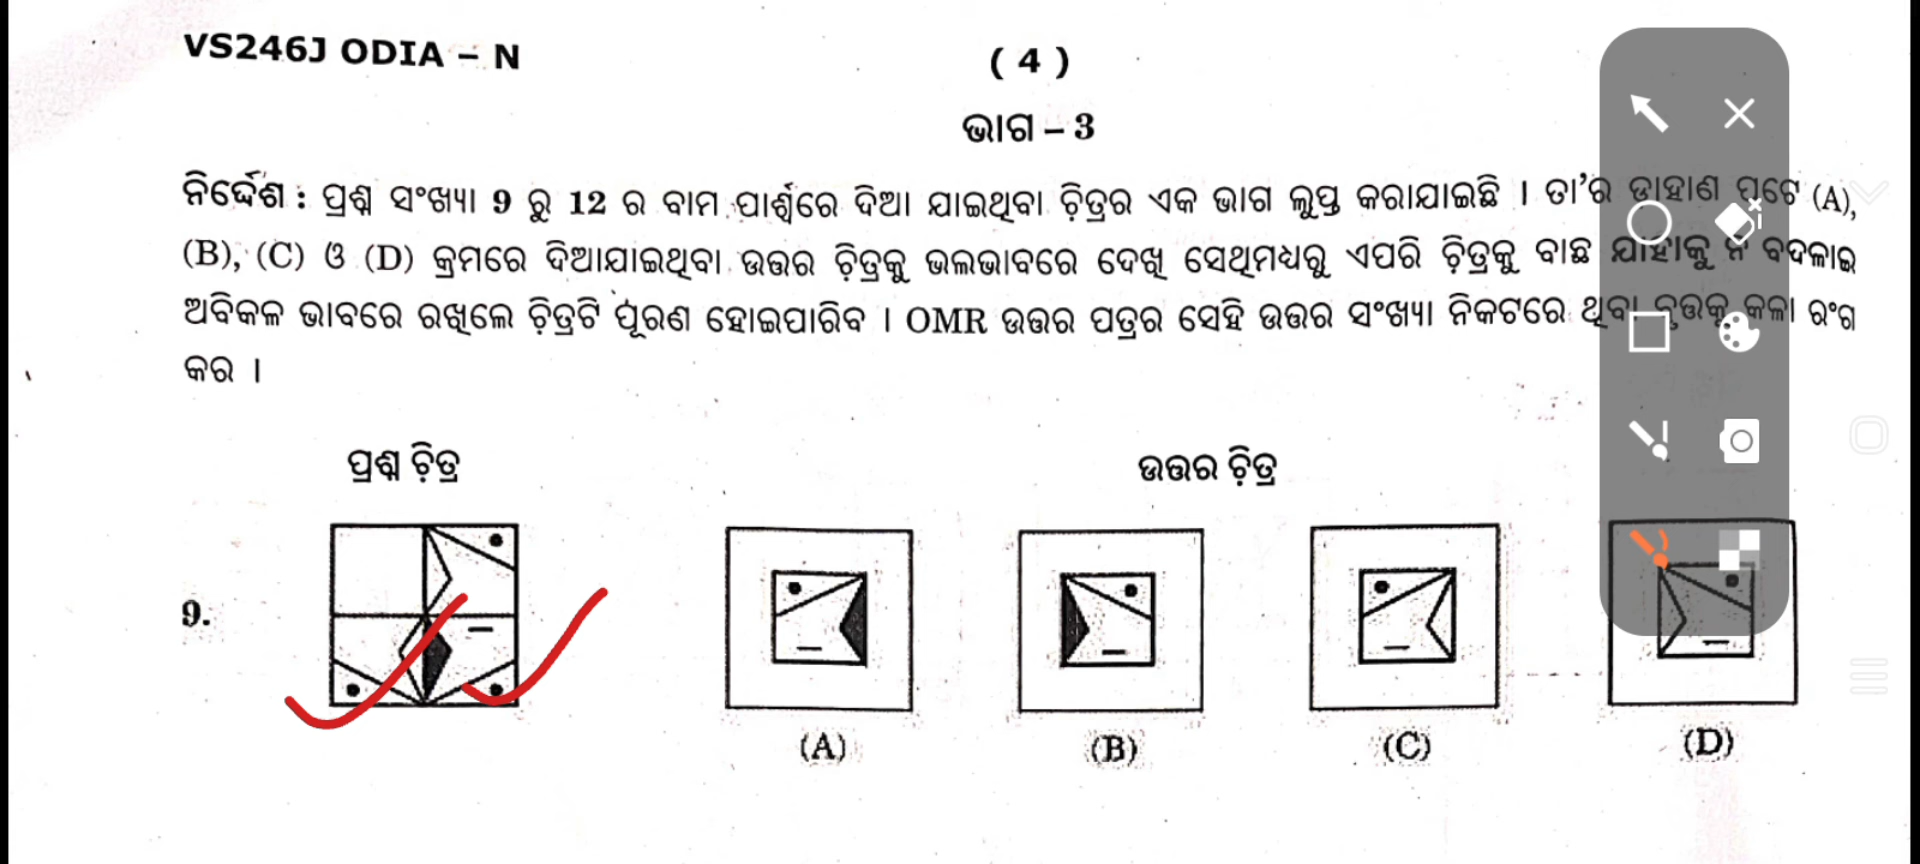 VS246J ODIA – N
( 4 )
ଭାଗ – 3
ନିର୍ଦ୍ଦେଶ : ପ୍ରଶ୍ନ ସଂଖ୍ୟା 9 ରୁ 12 ର ବାମ ପାର୍ଶ୍ୱରେ ଦିଆ ଯାଇଥିବା ଚ଼ିତ୍ରର ଏକ ଭାଗ ଲୁପ୍ତ କରାଯାଇଛି । ତା’ର ଡାହାଣ ପଟେ (A),
(B), (C) ଓ (D) କ୍ରମରେ ଦିଆଯାଇଥିବା ଉତ୍ତର ଚ଼ିତ୍ରକୁ ଭଲଭାବରେ ଦେଖି ସେଥିମଧ୍ୟରୁ ଏପରି ଚ଼ିତ୍ରକୁ ବାଛ ଯାହାକୁ ନ ବଦଳାଇ
ଅବିକଳ ଭାବରେ ରଖିଲେ ଚ଼ିତ୍ରଟି ପୂରଣ ହୋଇପାରିବ । OMR ଉତ୍ତର ପତ୍ରର ସେହି ଉତ୍ତର ସଂଖ୍ୟା ନିକଟରେ ଥିବା ବୃତ୍ତକୁ କଳା ରଂଗ
କର ।
ପ୍ରଶ୍ନ ଚ଼ିତ୍ର
ଉତ୍ତର ଚ଼ିତ୍ର
9.
(A)
(B)
(C)
(D)